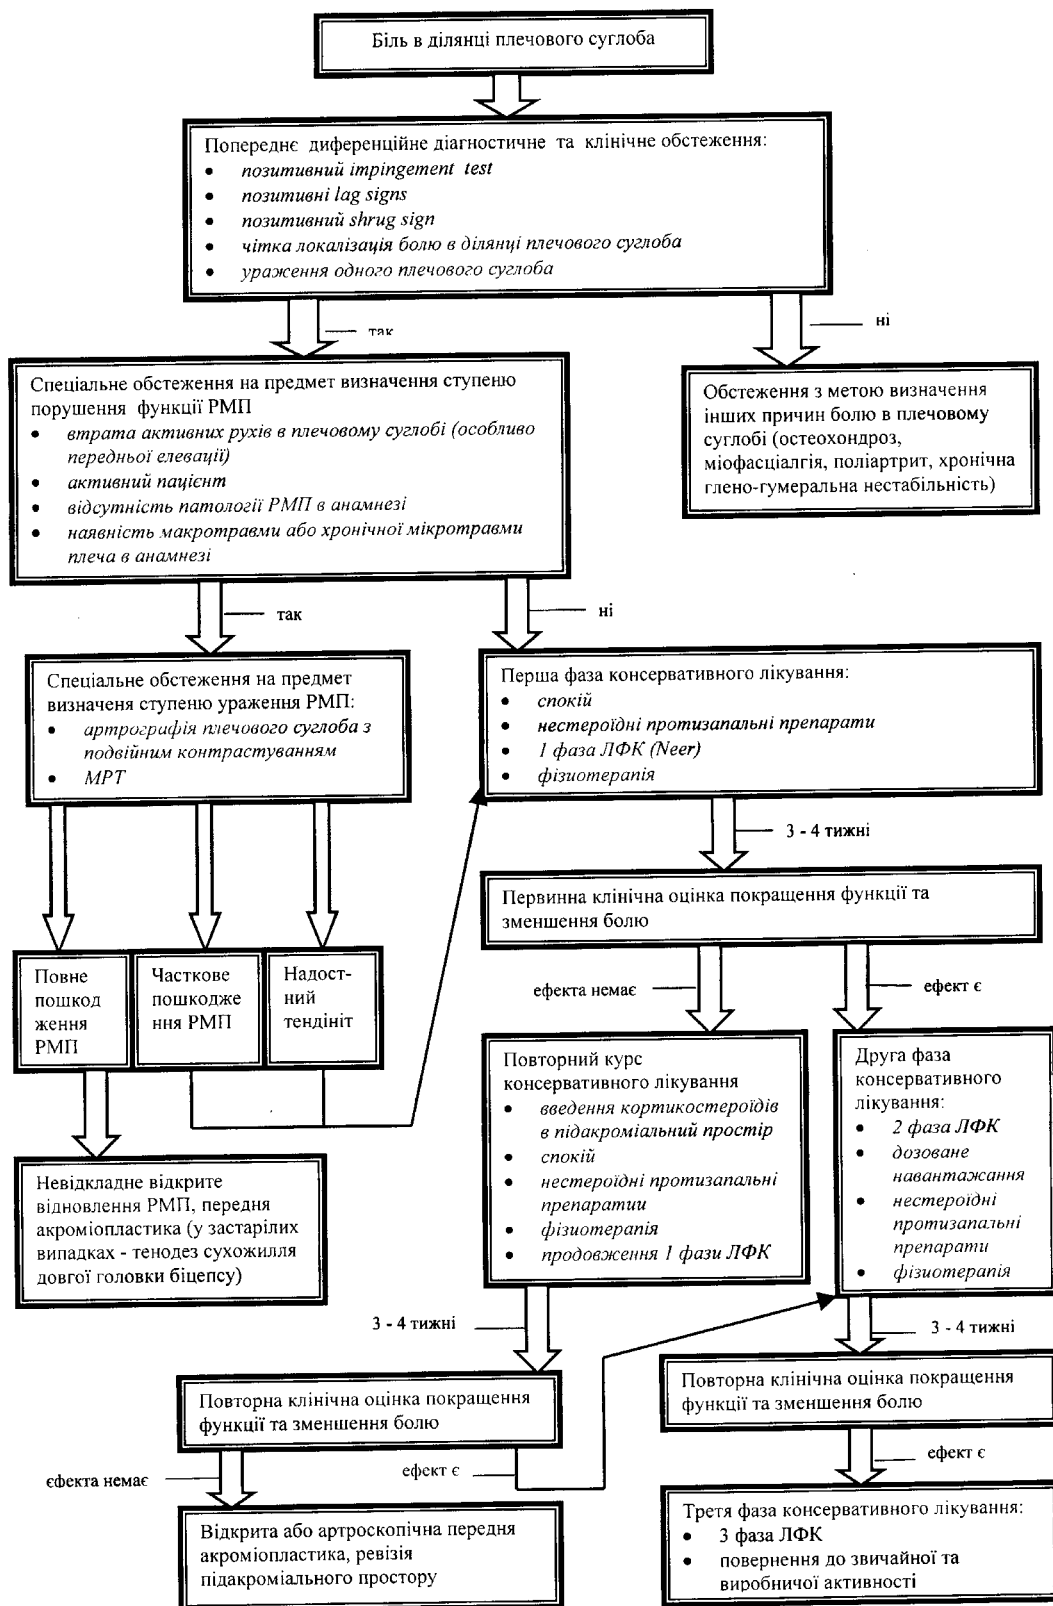 Біль в ділянці плечового суглоба
Попереднє диференційне діагностичне та клінічне обстеження:
• позитивний impingement test
• позитивні lag signs
• позитивний shrug sign
• чітка локалізація болю в ділянці плечового суглоба
• ураження одного плечового суглоба
так
ні
Спеціальне обстеження на предмет визначення ступеню
порушення функції РМП
• втрата активних рухів в плечовому суглобі (особливо
передньої елевації)
• активний пацієнт
• відсутність патології РМП в анамнезі
• наявність макротравми або хронічної мікротравми
плеча в анамнезі
Обстеження з метою визначення
інших причин болю в плечовому
суглобі (остеохондроз,
міофасціалгія, поліартрит, хронічна
глено-гумеральна нестабільність)
так
ні
Спеціальне обстеження на предмет
визначеня ступеню ураження РМП:
• артрографія плечового суглоба з
подвійним контрастуванням
• МРТ
Перша фаза консервативного лікування:
• спокій
• нестероїдні протизапальні препарати
• 1 фаза ЛФК (Neer)
• фізиотерапія
3 - 4 тижні
Первинна клінічна оцінка покращення функції та
зменшення болю
Повне
пошкод
ження
РМП
Часткове
пошкодже
ння РМП
Надост-
ний
тендініт
ефекта немає
ефект є
Повторний курс
консервативного лікування
• введення кортикостероїдів
в підакроміальний простір
• спокій
• нестероїдні протизапальні
препаратии
• фізиотерапія
• продовження 1 фази ЛФК
Друга фаза
консервативного
лікування:
• 2 фаза ЛФК
• дозоване
навантажання
• нестероїдні
протизапальні
препарати
• фізиотерапія
Невідкладне відкрите
відновлення РМП, передня
акроміопластика (у застарілих
випадках - тенодез сухожилля
довгої головки біцепсу)
3 - 4 тижні
3 - 4 тижні
Повторна клінічна оцінка покращення
функції та зменшення болю
Повторна клінічна оцінка покращення
функції та зменшення болю
єфекта немає
ефект є
ефект є
Відкрита або артроскопічна передня
акроміопластика, ревізія
підакроміального простору
Третя фаза консервативного лікування:
• 3 фаза ЛФК
• повернення до звичайної та
виробничої активності